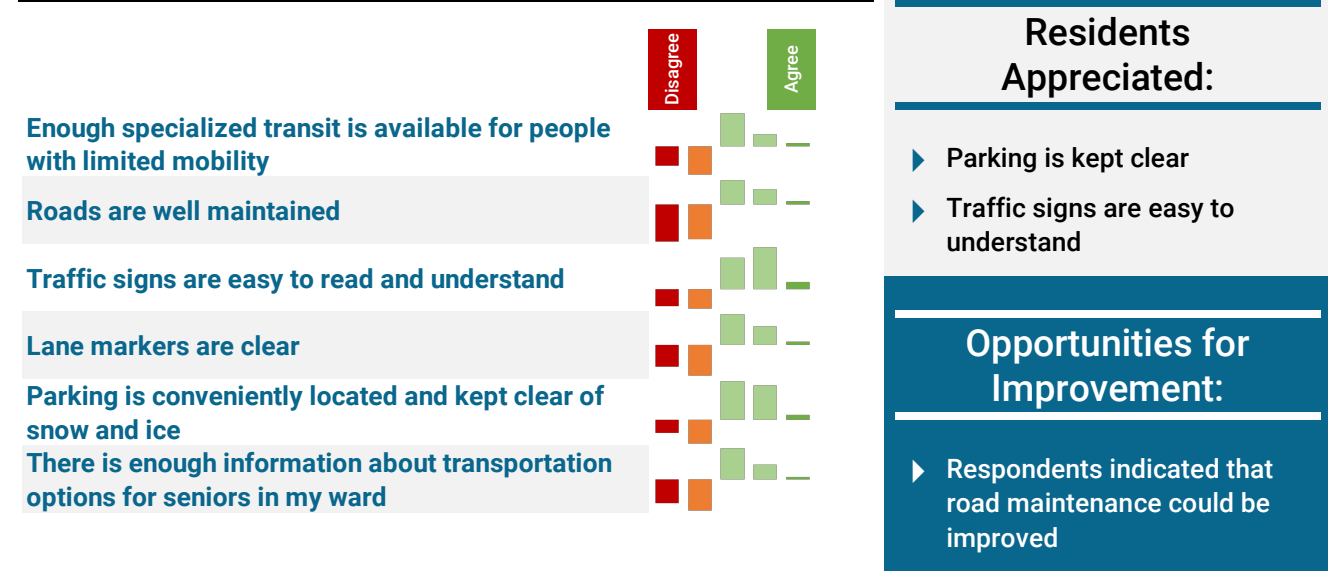 Disagree
Agree
Enough specialized transit is available for people
with limited mobility
Roads are well maintained
Traffic signs are easy to read and understand
Lane markers are clear
Parking is conveniently located and kept clear of
snow and ice
There is enough information about transportation
options for seniors in my ward
Residents
Appreciated:
Parking is kept clear
Traffic signs are easy to
understand
Opportunities for
Improvement:
Respondents indicated that
road maintenance could be
improved